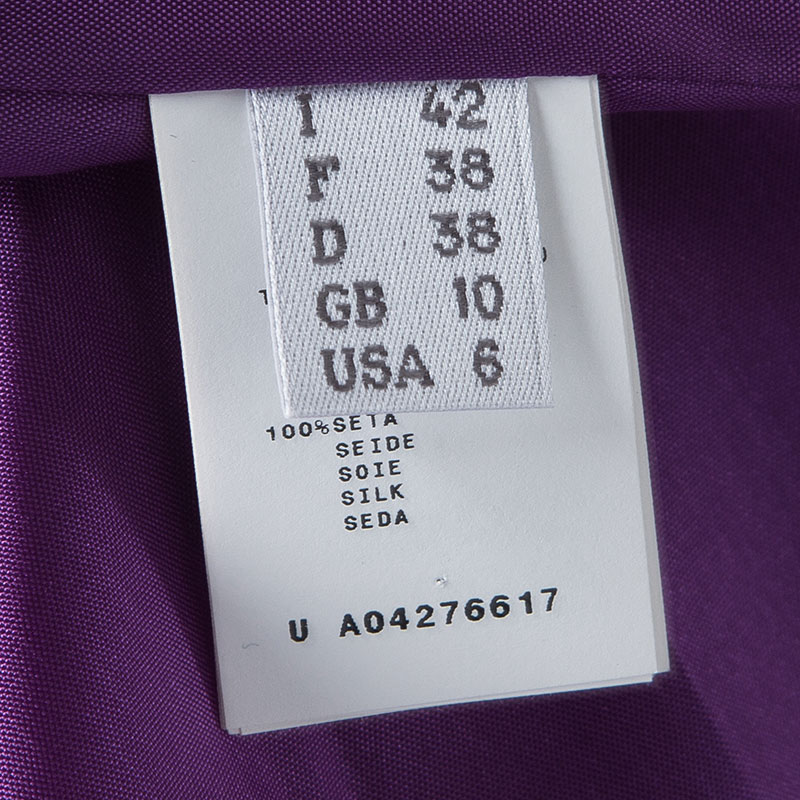 I 42
F 38
D 38
GB 10
USA 6
100%SETA
SEIDE
SOIE
SILK
SEDA
U A04276617